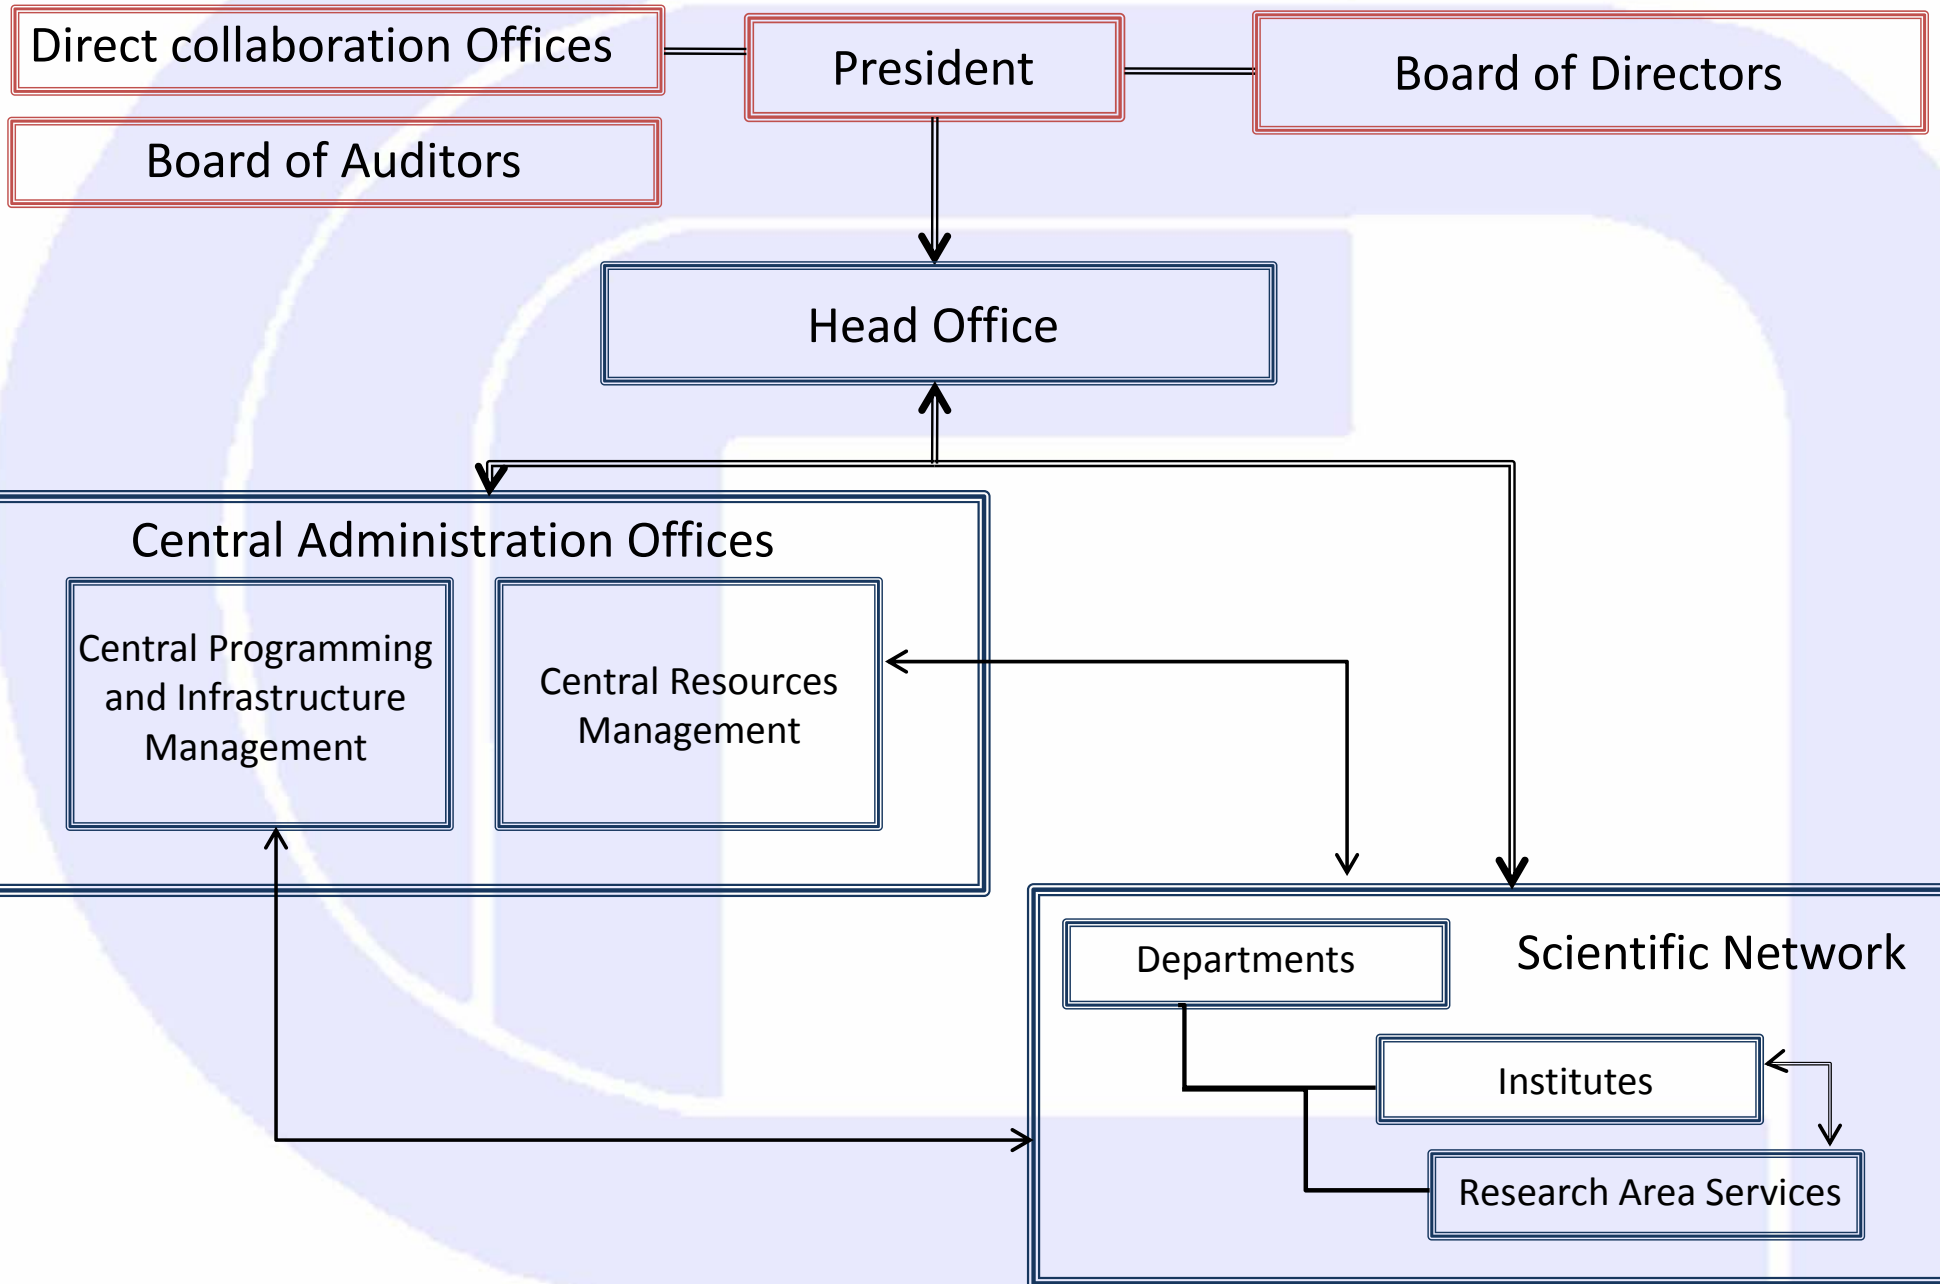 Direct collaboration Offices
President
Board of Directors
Board of Auditors
Head Office
Central Administration Offices
Central Programming
and Infrastructure
Management
Central Resources
Management
Departments
Scientific Network
Institutes
Research Area Services